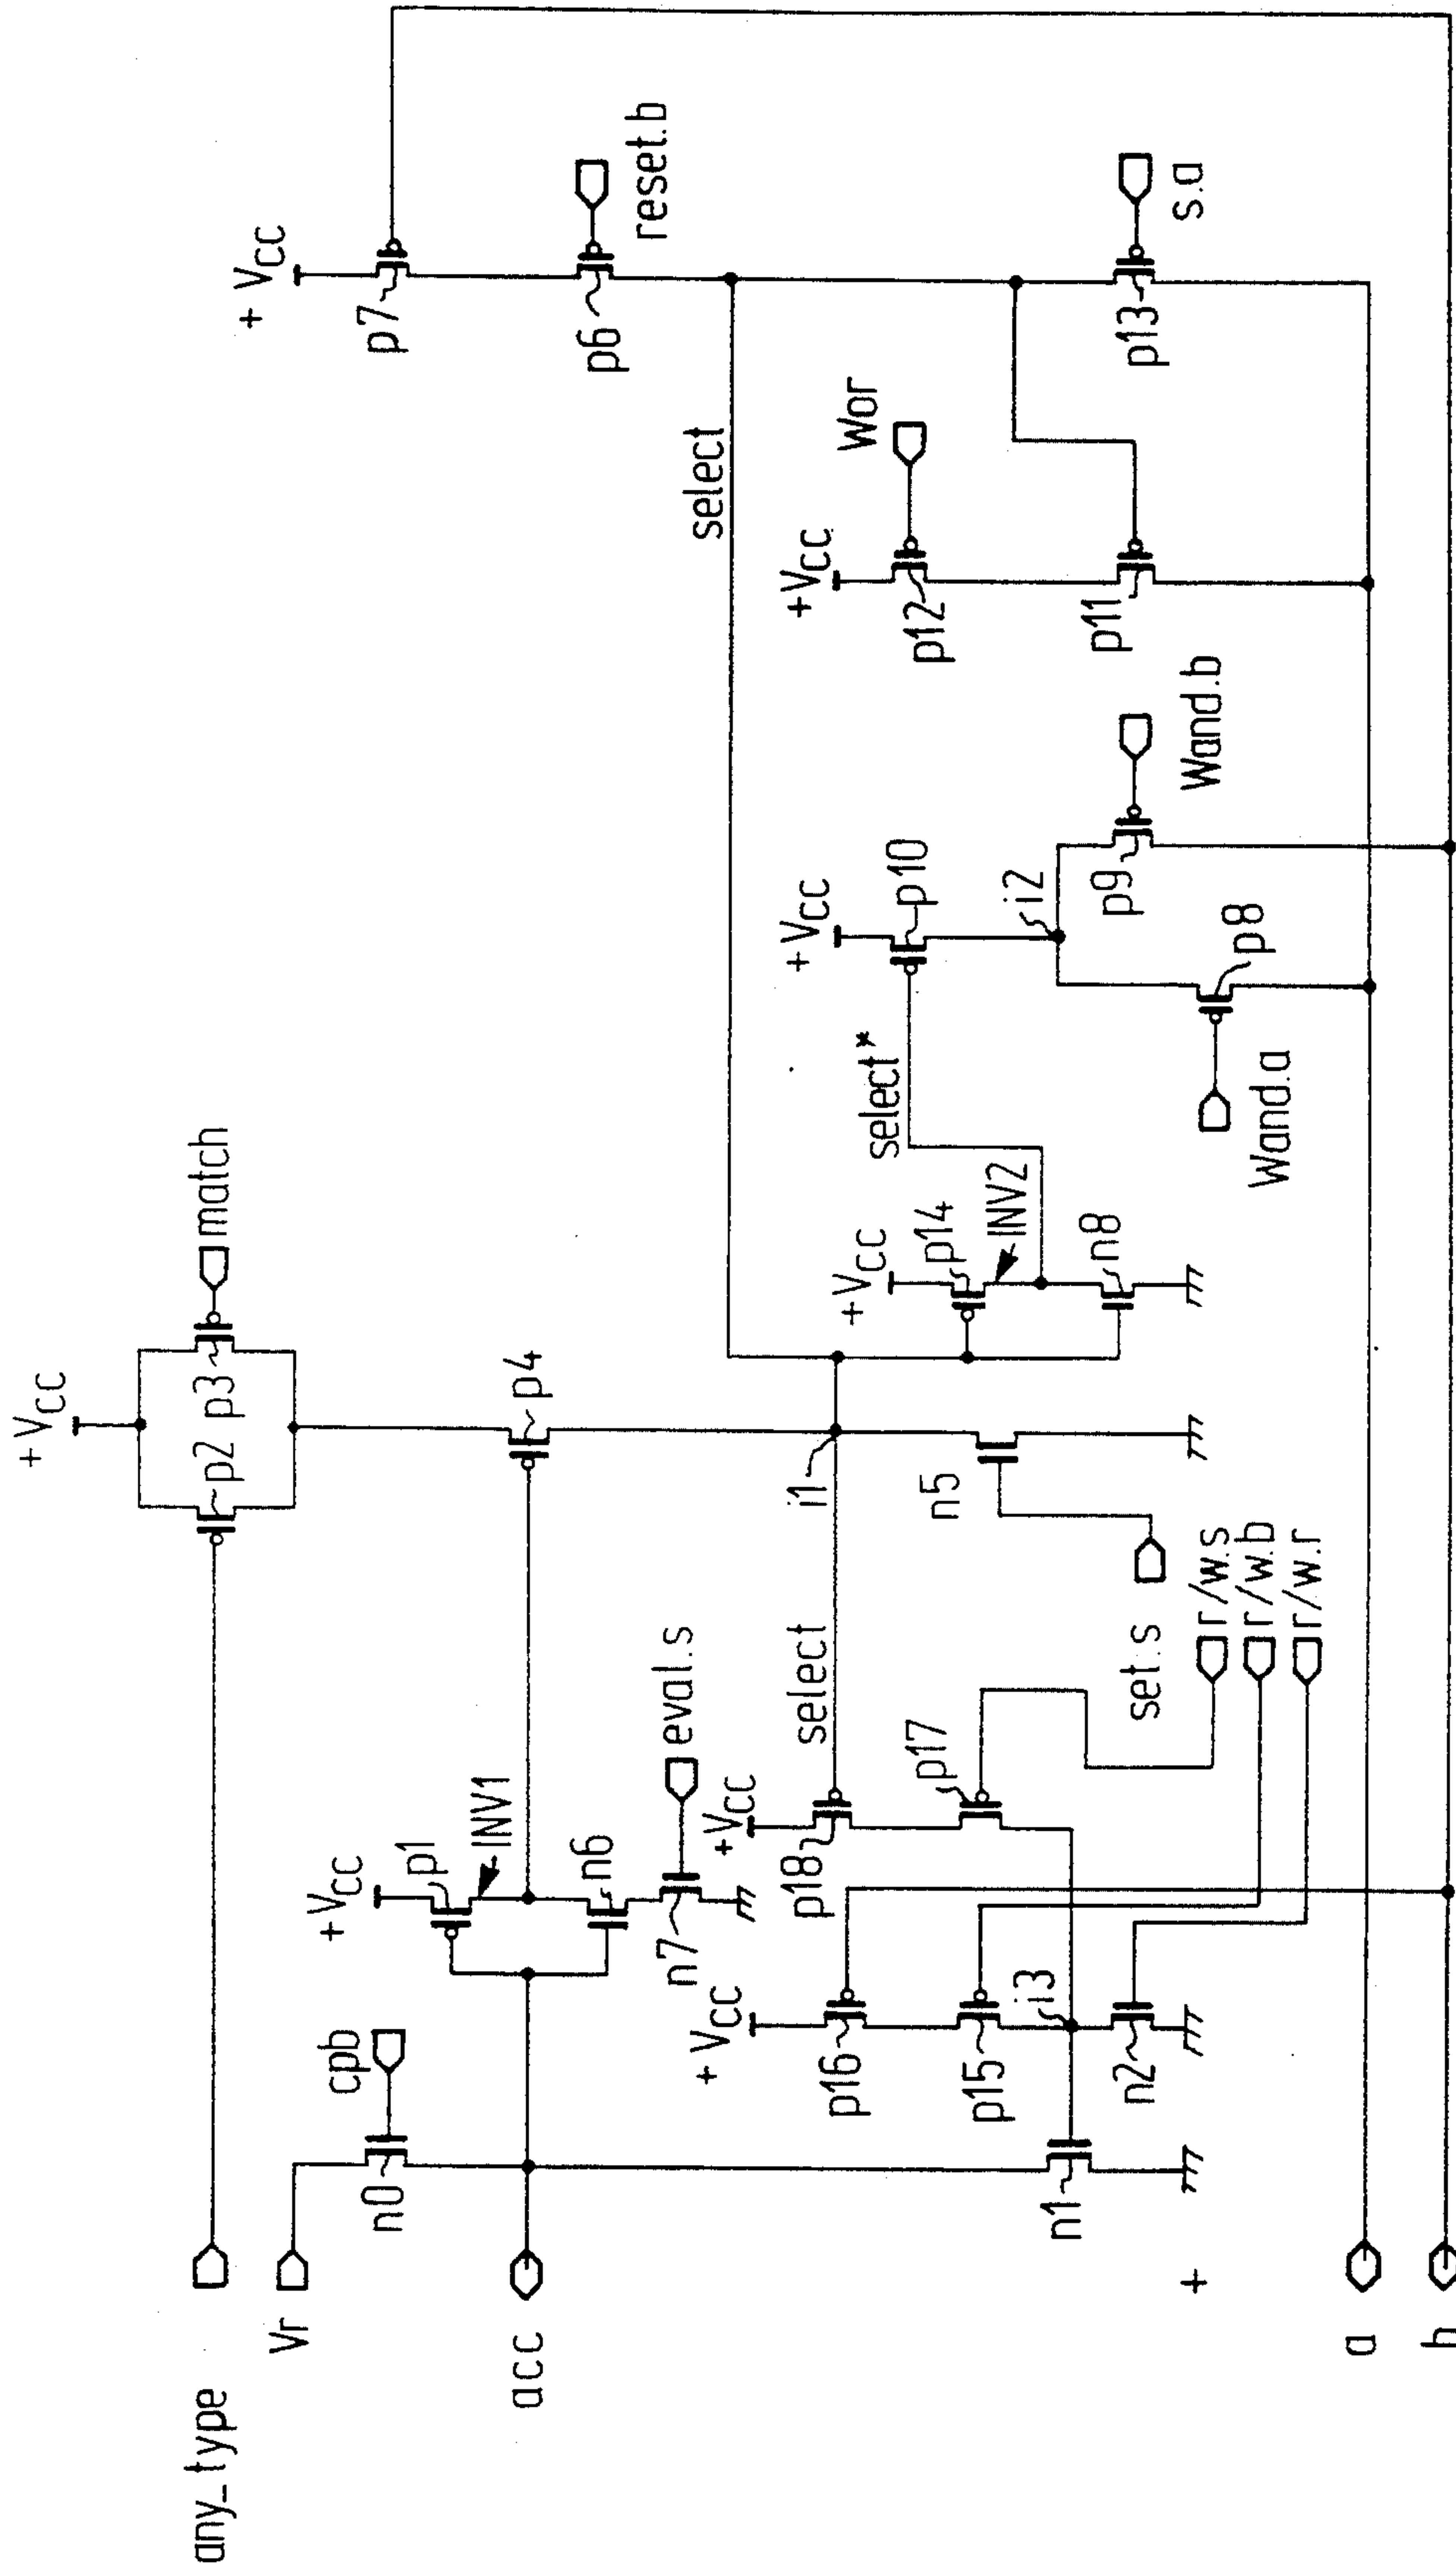 any_type
Vr
acc
a
b
+
+ Vcc
p2
p3
match
cpb
n0
+Vcc
p1
INV1
n6
n7
eval.s
p4
+ Vcc
p7
p6
reset.b
select
select
i1
n5
set.s
r/w.s
r/w.b
r/w.r
+Vcc
p18
p17
+ Vcc
p16
p15
i3
n2
n1
+Vcc
p14
INV2
n8
select*
+Vcc
p10
i2
p9
p8
Wand.a
Wand.b
+Vcc
p12
Wor
p11
p13
s.a